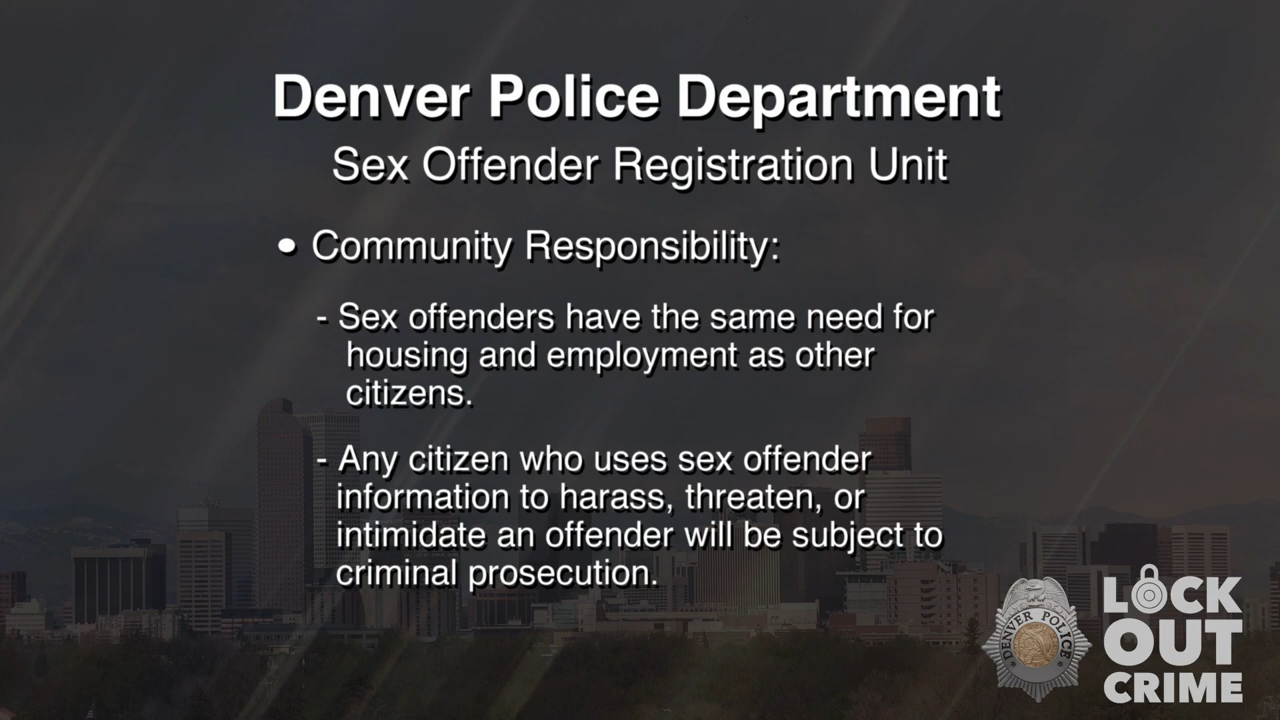 Denver Police Department
Sex Offender Registration Unit
• Community Responsibility:
- Sex offenders have the same need for
housing and employment as other
citizens.
- Any citizen who uses sex offender
information to harass, threaten, or
intimidate an offender will be subject to
criminal prosecution.
DENVER POLICE
LOCK
OUT
CRIME